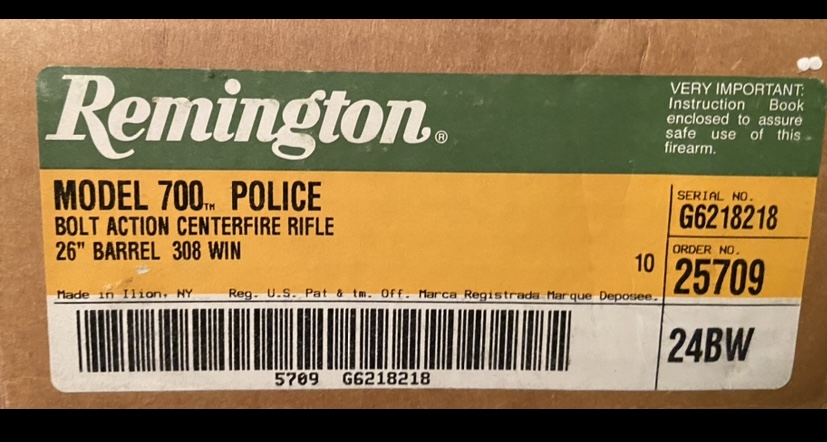 Remington®
VERY IMPORTANT:
Instruction Book
enclosed to assure
safe use of this
firearm.
MODEL 700™ POLICE
BOLT ACTION CENTERFIRE RIFLE
26" BARREL 308 WIN
10
SERIAL NO.
G6218218
ORDER NO.
25709
Made in Ilion, NY Reg. U.S. Pat & tm. Off. Marca Registrada Marque Deposee.
24BW
5709 G6218218